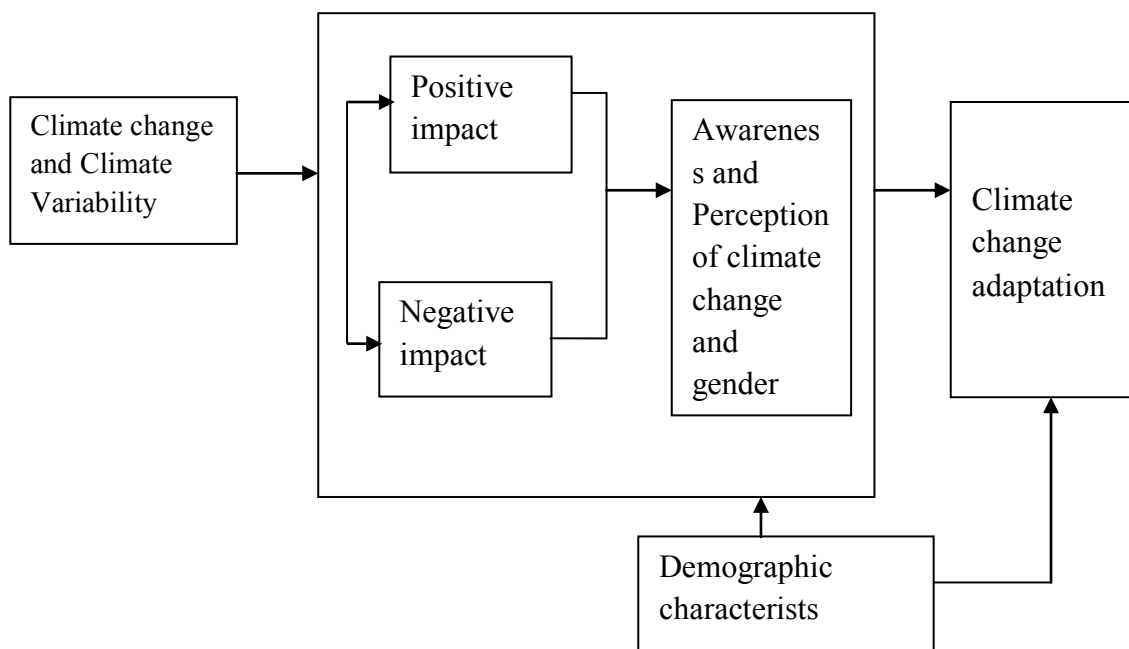 Climate change
and Climate
Variability
Positive
impact
Negative
impact
Awarenes
s and
Perception
of climate
change
and
gender
Climate
change
adaptation
Demographic
characterists